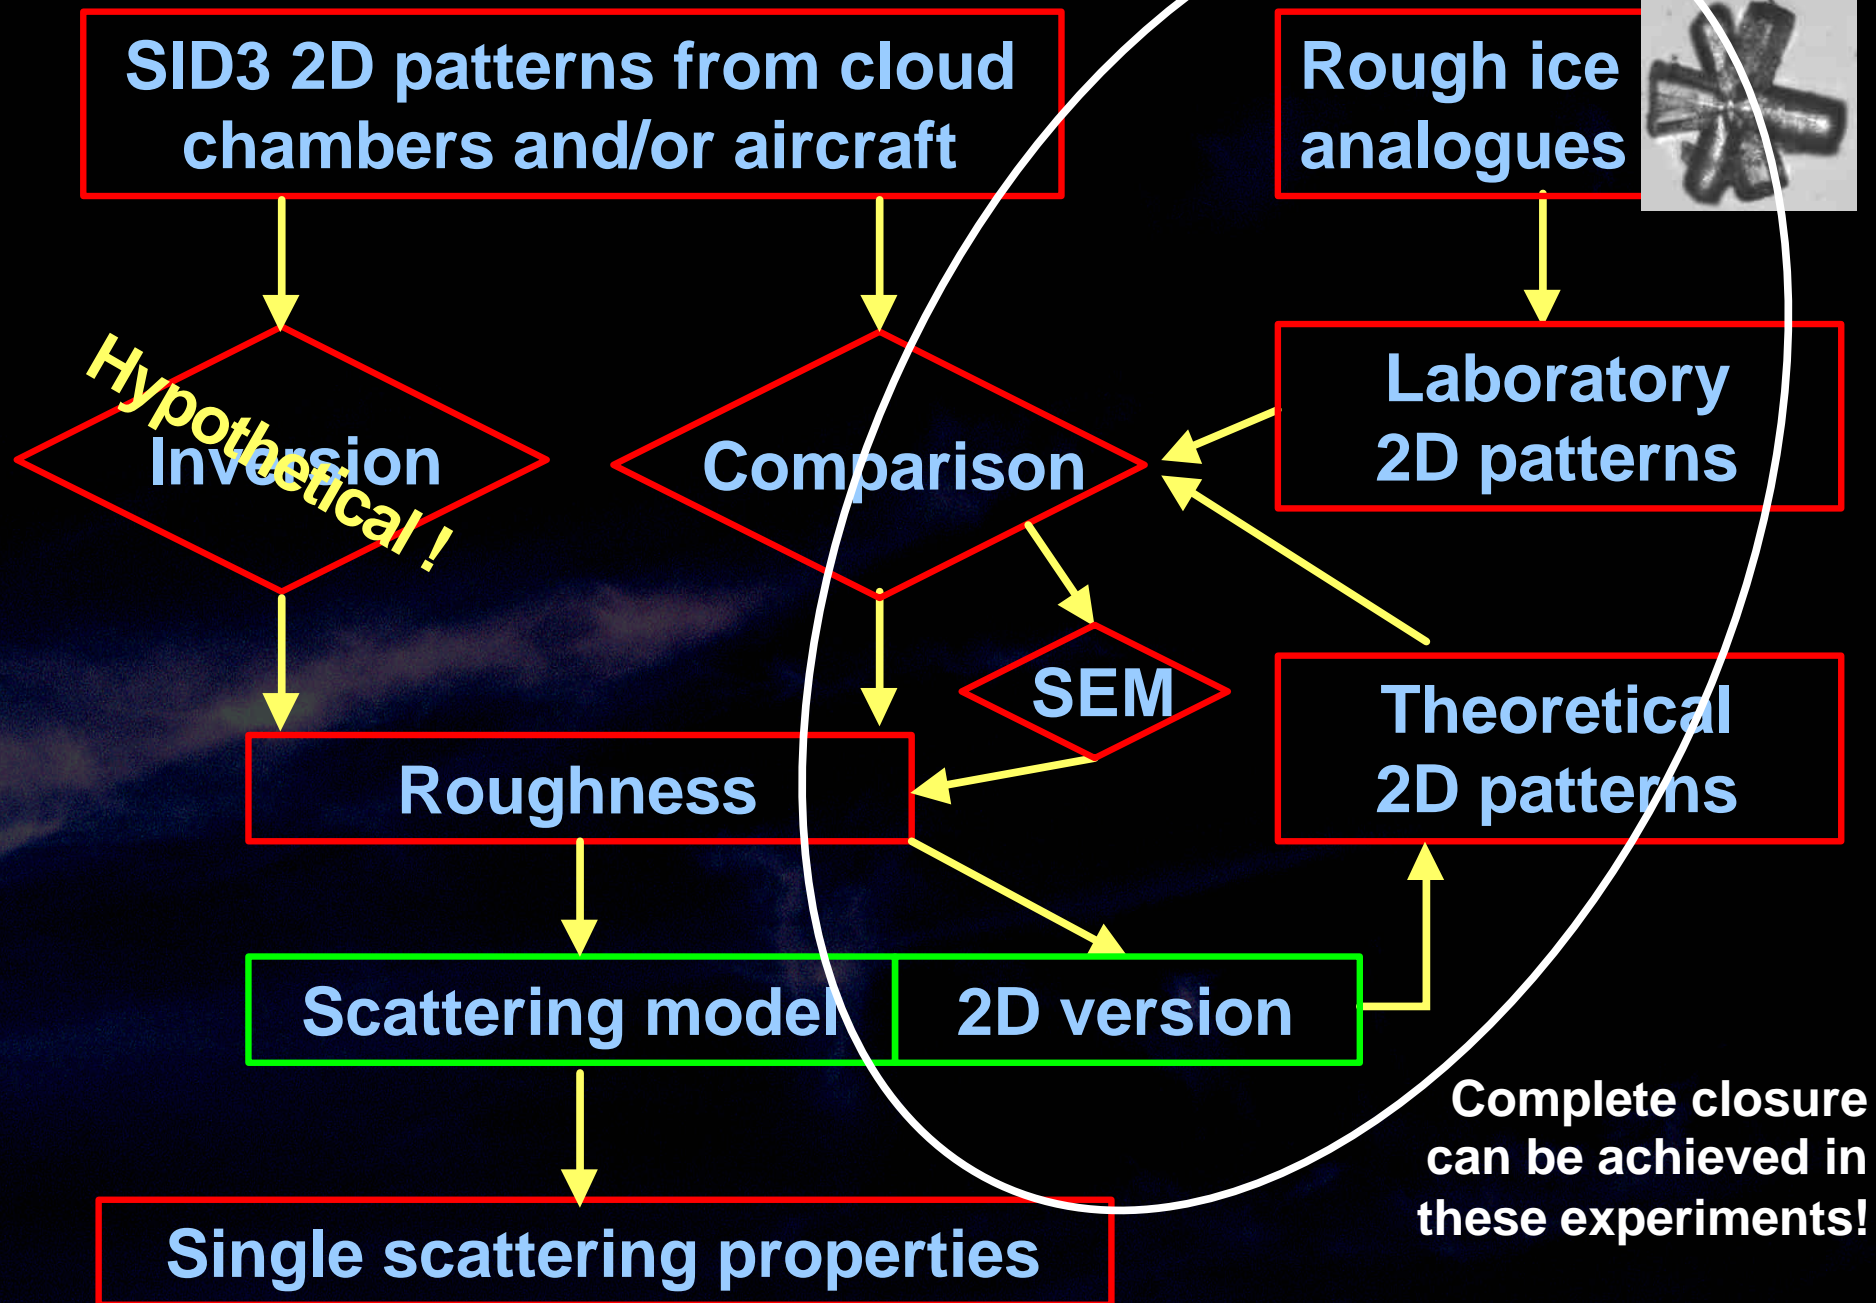 SID3 2D patterns from cloud
chambers and/or aircraft
Rough ice
analogues
Hypothetical !
Inversion
Comparison
Laboratory
2D patterns
SEM
Theoretical
2D patterns
Roughness
Scattering model
2D version
Complete closure
can be achieved in
these experiments!
Single scattering properties